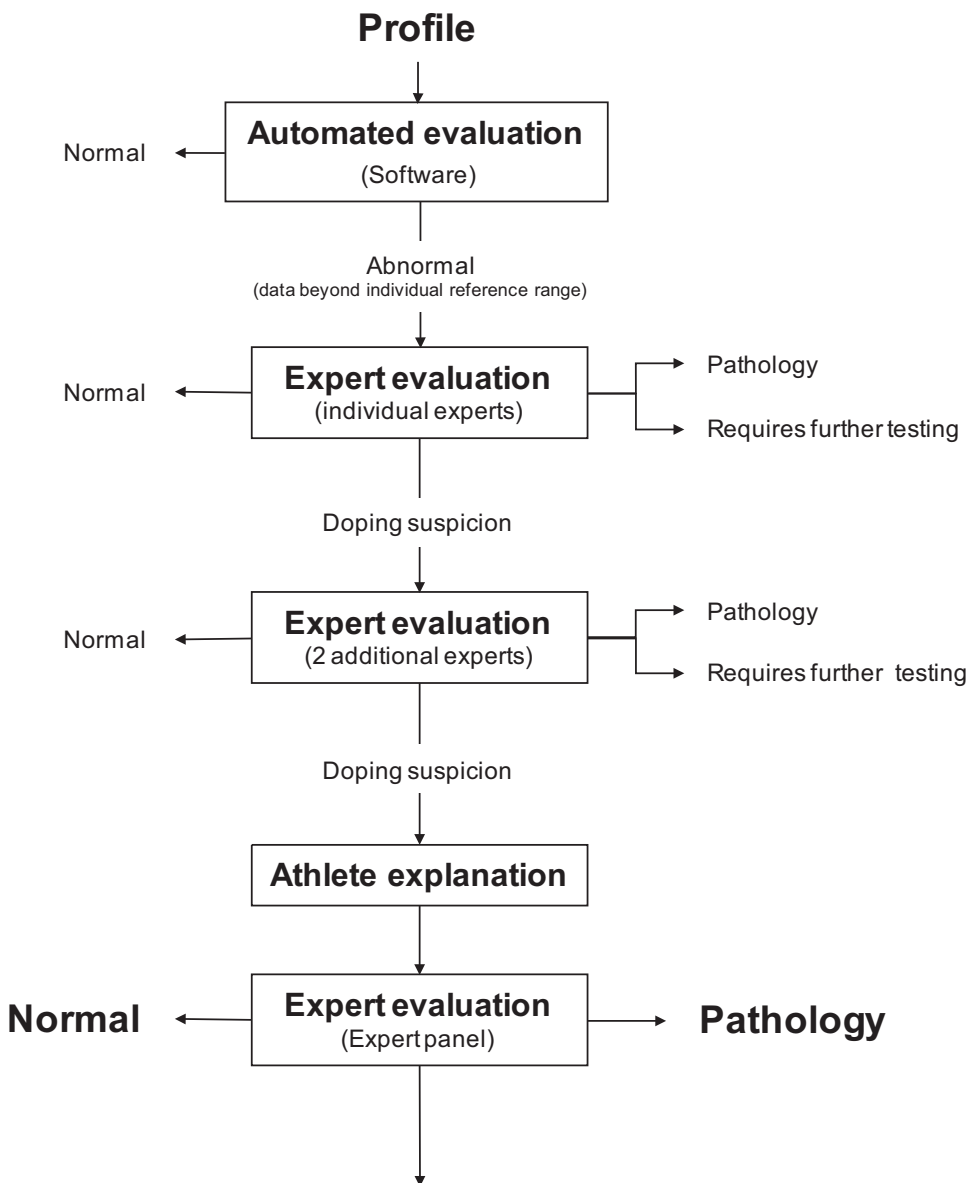 Profile
Automated evaluation
(Software)
Normal
Abnormal
(data beyond individual reference range)
Expert evaluation
(individual experts)
Normal
Pathology
Requires further testing
Doping suspicion
Expert evaluation
(2 additional experts)
Normal
Pathology
Requires further testing
Doping suspicion
Athlete explanation
Expert evaluation
(Expert panel)
Normal
Pathology